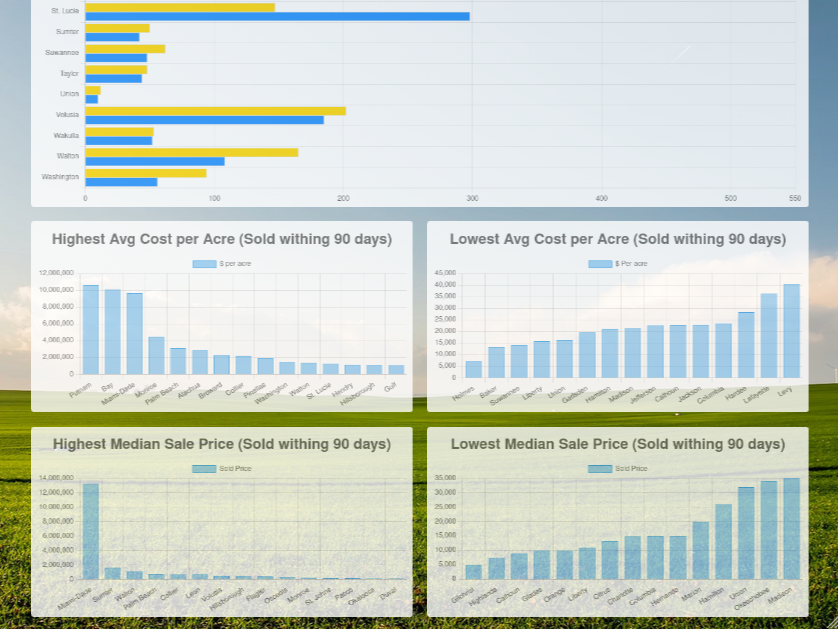 St. Lucie
Sumter
Suwannee
Taylor
Union
Volusia
Wakulla
Walton
Washington
0 100 200 300 400 500 550
Highest Avg Cost per Acre (Sold withing 90 days)
$ per acre
12,000,000
10,000,000
8,000,000
6,000,000
4,000,000
2,000,000
0
Putnam Bay Miami-Dade Monroe Palm Beach Alachua Broward Collier Pinellas Washington Walton St. Lucie Hendry Hillsborough Gulf
Lowest Avg Cost per Acre (Sold withing 90 days)
$ Per acre
45,000
40,000
35,000
30,000
25,000
20,000
15,000
10,000
5,000
0
Holmes Baker Suwannee Liberty Union Gadsden Hamilton Madison Jefferson Calhoun Jackson Columbia Hardee Lafayette Levy
Highest Median Sale Price (Sold withing 90 days)
Sold Price
14,000,000
12,000,000
10,000,000
8,000,000
6,000,000
4,000,000
2,000,000
0
Miami-Dade Sumter Walton Palm Beach Collier Leon Volusia Hillsborough Flagler Osceola Monroe St. Johns Pasco Okaloosa Duval
Lowest Median Sale Price (Sold withing 90 days)
Sold Price
35,000
30,000
25,000
20,000
15,000
10,000
5,000
0
Gilchrist Highlands Calhoun Glades Orange Liberty Citrus Charlotte Columbia Hernando Marion Hamilton Union Okeechobee Madison